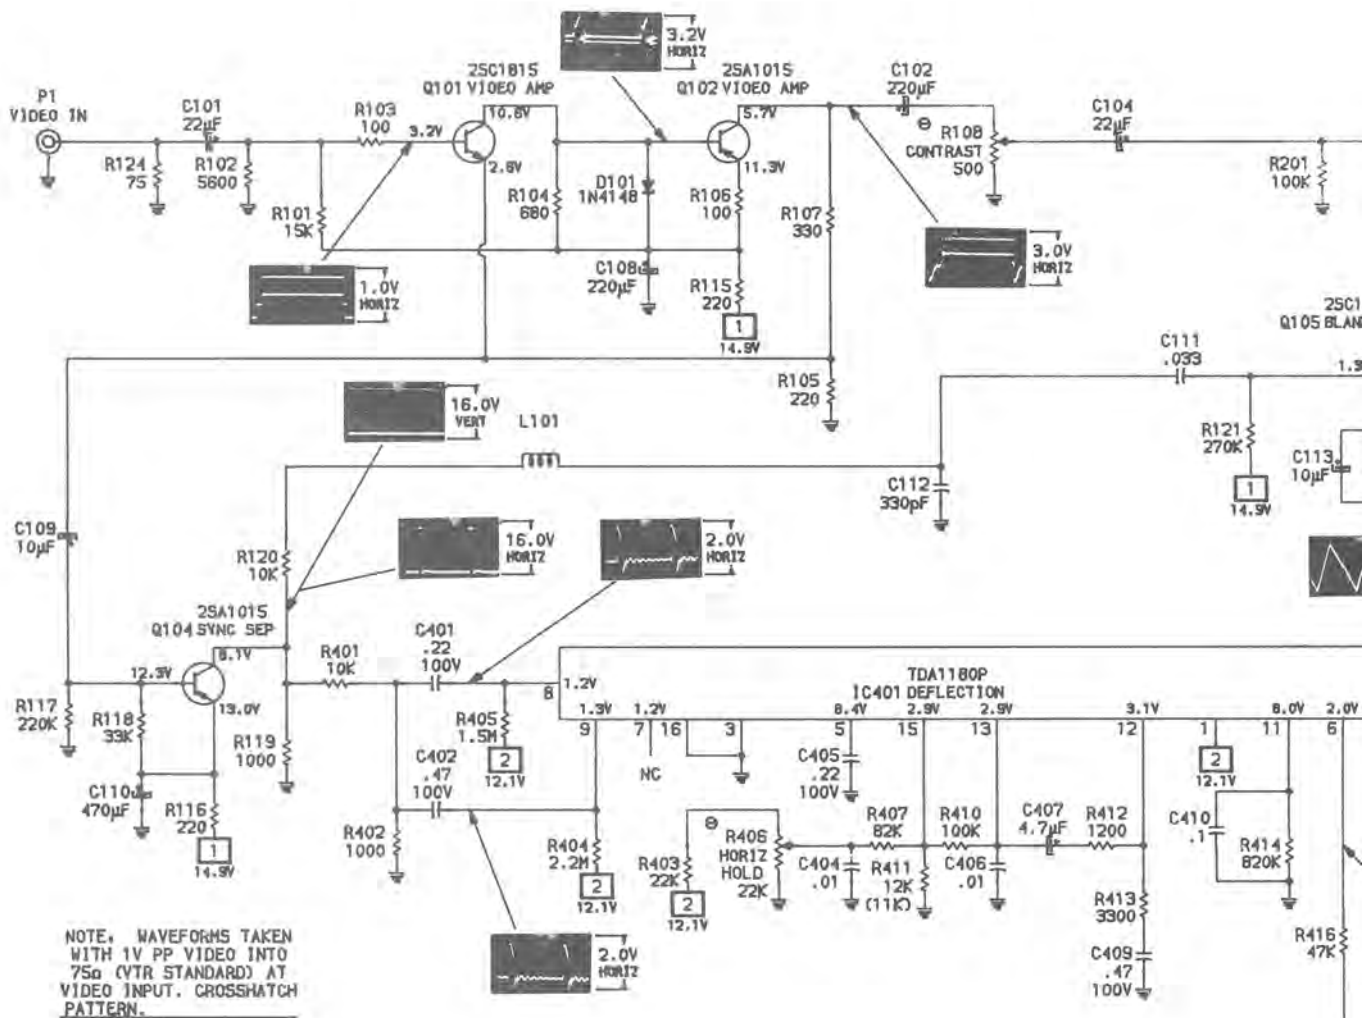 P1
VIDEO IN
C101
22µF
R124
75
R102
5600
R103
100
3.2V
R101
15K
2SC1815
Q101 VIDEO AMP
10.6V
2.6V
3.2V
HORIZ
2SA1015
Q102 VIDEO AMP
5.7V
11.3V
R104
680
D101
1N4148
R106
100
R107
330
C102
220µF
⊖
R108
CONTRAST
500
C104
22µF
R201
100K
1.0V
HORIZ
C108
220µF
R115
220
1
14.9V
3.0V
HORIZ
2SC1
Q105 BLAN
C111
.033
1.3
R105
220
16.0V
VERT
L101
R121
270K
1
14.9V
C113
10µF
C112
330pF
C109
10µF
R120
10K
16.0V
HORIZ
2.0V
HORIZ
2SA1015
Q104 SYNC SEP
8.1V
12.3V
13.0V
R401
10K
C401
.22
100V
8
1.2V
TDA1180P
IC401 DEFLECTION
1.3V
1.2V
8.4V
2.9V
2.9V
3.1V
8.0V
2.0V
9
7
16
3
5
15
13
12
1
11
6
R117
220K
R118
33K
R119
1000
R405
1.5M
2
12.1V
NC
C405
.22
100V
2
12.1V
C402
.47
100V
C110
470µF
R116
220
1
14.9V
R402
1000
R404
2.2M
2
12.1V
R403
22K
2
12.1V
⊖
R406
HORIZ
HOLD
22K
C404
.01
R407
82K
R410
100K
R411
12K
(11K)
C406
.01
C407
4.7µF
R412
1200
C410
.1
R414
820K
R413
3300
C409
.47
100V
R416
47K
2.0V
HORIZ
NOTE. WAVEFORMS TAKEN
WITH 1V PP VIDEO INTO
75Ω (VTR STANDARD) AT
VIDEO INPUT. CROSSHATCH
PATTERN.